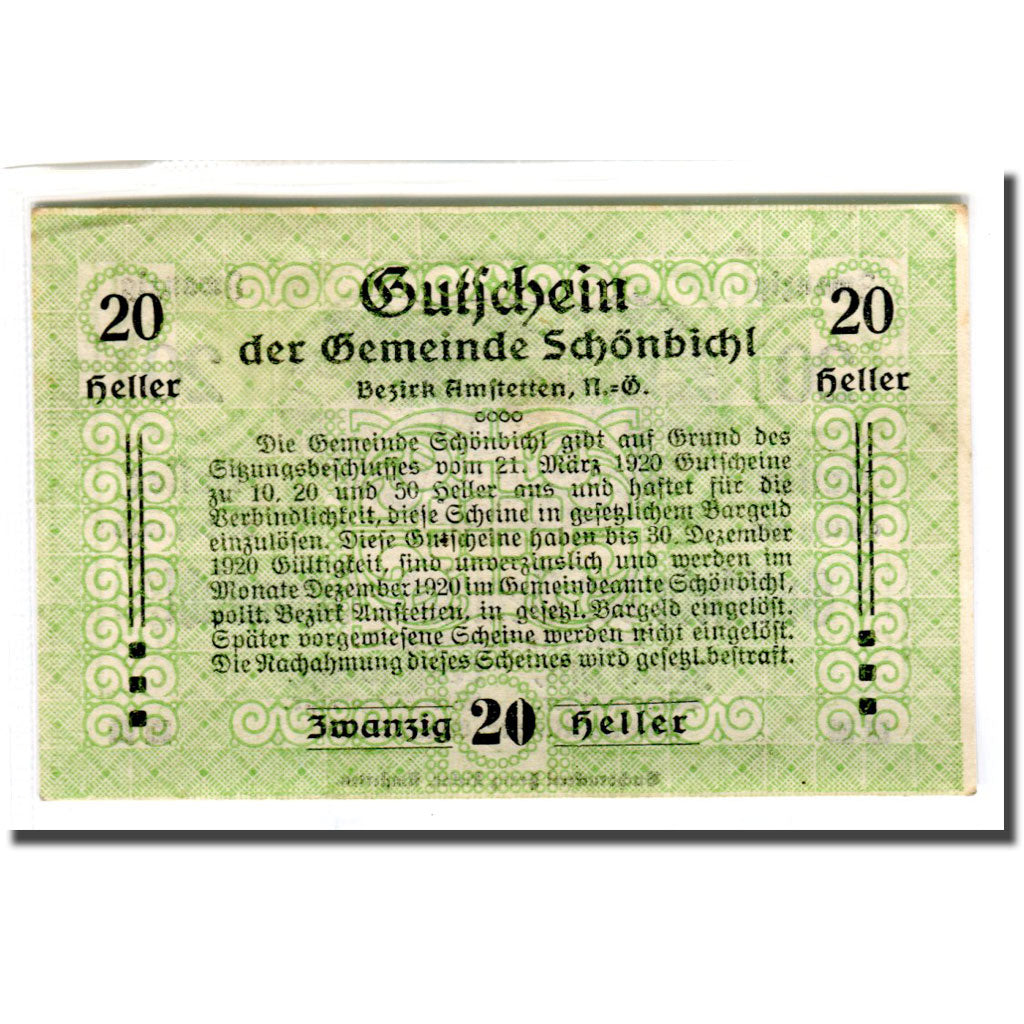 Gutschein
der Gemeinde Schönbichl
Bezirk Amstetten, N.=Ö.
20
Heller
20
Heller
Die Gemeinde Schönbichl gibt auf Grund des
Sitzungsbeschlusses vom 21. März 1920 Gutscheine
zu 10, 20 und 50 Heller aus und haftet für die
Verbindlichkeit, diese Scheine in gesetzlichem Bargeld
einzulösen. Diese Gutscheine haben bis 30. Dezember
1920 Gültigkeit, sind unverzinslich und werden im
Monate Dezember 1920 im Gemeindeamte Schönbichl,
polit. Bezirk Amstetten, in gesetzl. Bargeld eingelöst.
Später vorgewiesene Scheine werden nicht eingelöst.
Die Nachahmung dieses Scheines wird gesetzl. bestraft.
Zwanzig 20 Heller